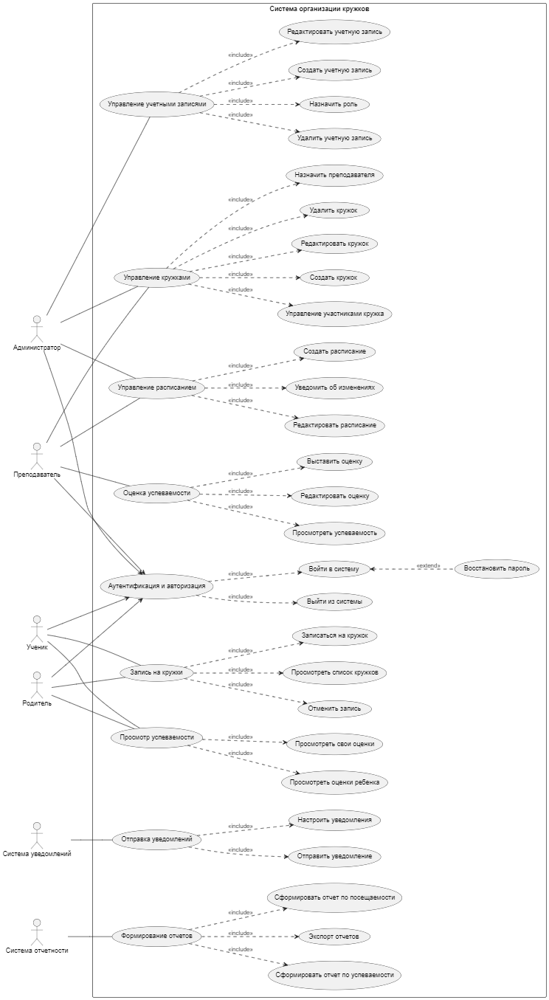 Система организации кружков
Редактировать учетную запись
«include»
Создать учетную запись
«include»
Управление учетными записями
«include»
Назначить роль
«include»
Удалить учетную запись
Назначить преподавателя
«include»
Удалить кружок
«include»
Редактировать кружок
«include»
Управление кружками
«include»
Создать кружок
«include»
Управление участниками кружка
Администратор
Создать расписание
«include»
Управление расписанием
«include»
Уведомить об изменениях
«include»
Редактировать расписание
Преподаватель
Выставить оценку
«include»
Оценка успеваемости
«include»
Редактировать оценку
«include»
Просмотреть успеваемость
Войти в систему
«extend»
Восстановить пароль
«include»
Аутентификация и авторизация
«include»
Выйти из системы
Ученик
Записаться на кружок
«include»
Запись на кружки
«include»
Просмотреть список кружков
«include»
Отменить запись
Родитель
Просмотр успеваемости
«include»
Просмотреть свои оценки
«include»
Просмотреть оценки ребенка
Настроить уведомления
«include»
Отправка уведомлений
«include»
Отправить уведомление
Система уведомлений
Сформировать отчет по посещаемости
«include»
Формирование отчетов
«include»
Экспорт отчетов
«include»
Сформировать отчет по успеваемости
Система отчетности